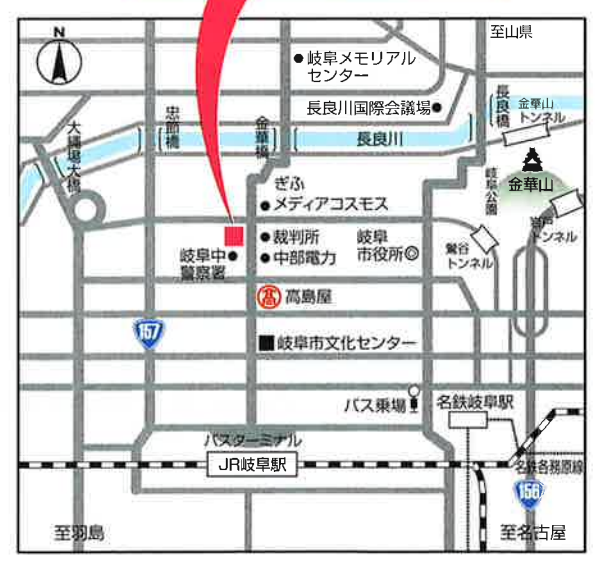 至山県
N
岐阜メモリアル
センター
長良川国際会議場
長良橋
金華山
トンネル
忠節橋
金華橋
大縄場大橋
長良川
岐阜公園
金華山
ぎふ
メディアコスモス
岩戸
トンネル
裁判所
中部電力
岐阜
市役所
岐阜中
警察署
鶯谷
トンネル
髙
高島屋
157
岐阜市文化センター
バス乗場
名鉄岐阜駅
バスターミナル
JR岐阜駅
名鉄各務原線
156
至羽島
至名古屋